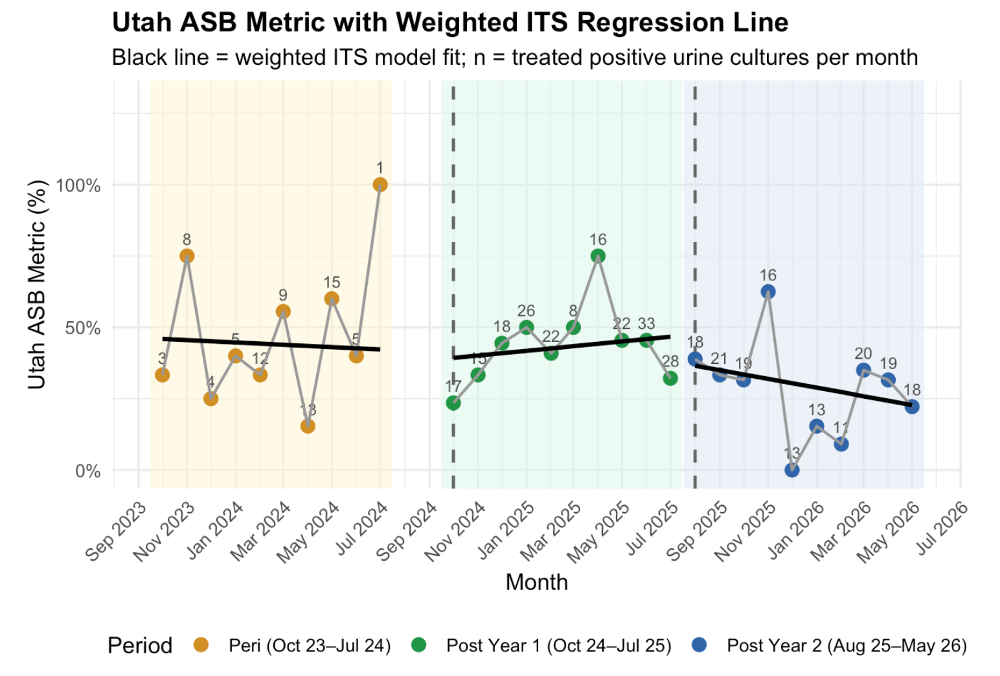 Utah ASB Metric with Weighted ITS Regression Line
Black line = weighted ITS model fit; n = treated positive urine cultures per month
Utah ASB Metric (%)
100%
50%
0%
3
8
4
5
12
9
13
15
5
1
17
15
18
26
22
8
16
22
33
28
18
21
19
16
13
13
11
20
19
18
Sep 2023
Nov 2023
Jan 2024
Mar 2024
May 2024
Jul 2024
Sep 2024
Nov 2024
Jan 2025
Mar 2025
May 2025
Jul 2025
Sep 2025
Nov 2025
Jan 2026
Mar 2026
May 2026
Jul 2026
Month
Period
Peri (Oct 23–Jul 24)
Post Year 1 (Oct 24–Jul 25)
Post Year 2 (Aug 25–May 26)